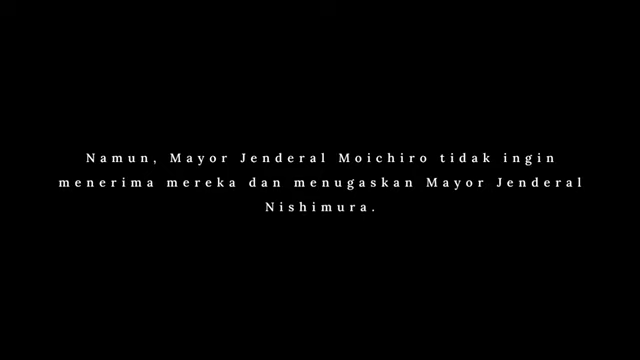 Namun, Mayor Jenderal Moichiro tidak ingin
menerima mereka dan menugaskan Mayor Jenderal
Nishimura.